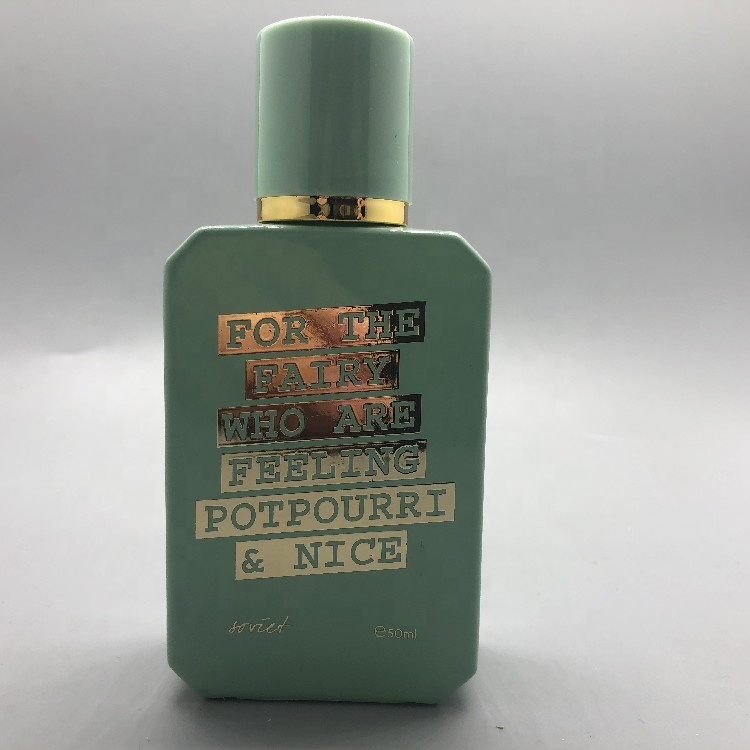 FOR THE
FAIRY
WHO ARE
FEELING
POTPOURRI
& NICE
soviet
℮50ml